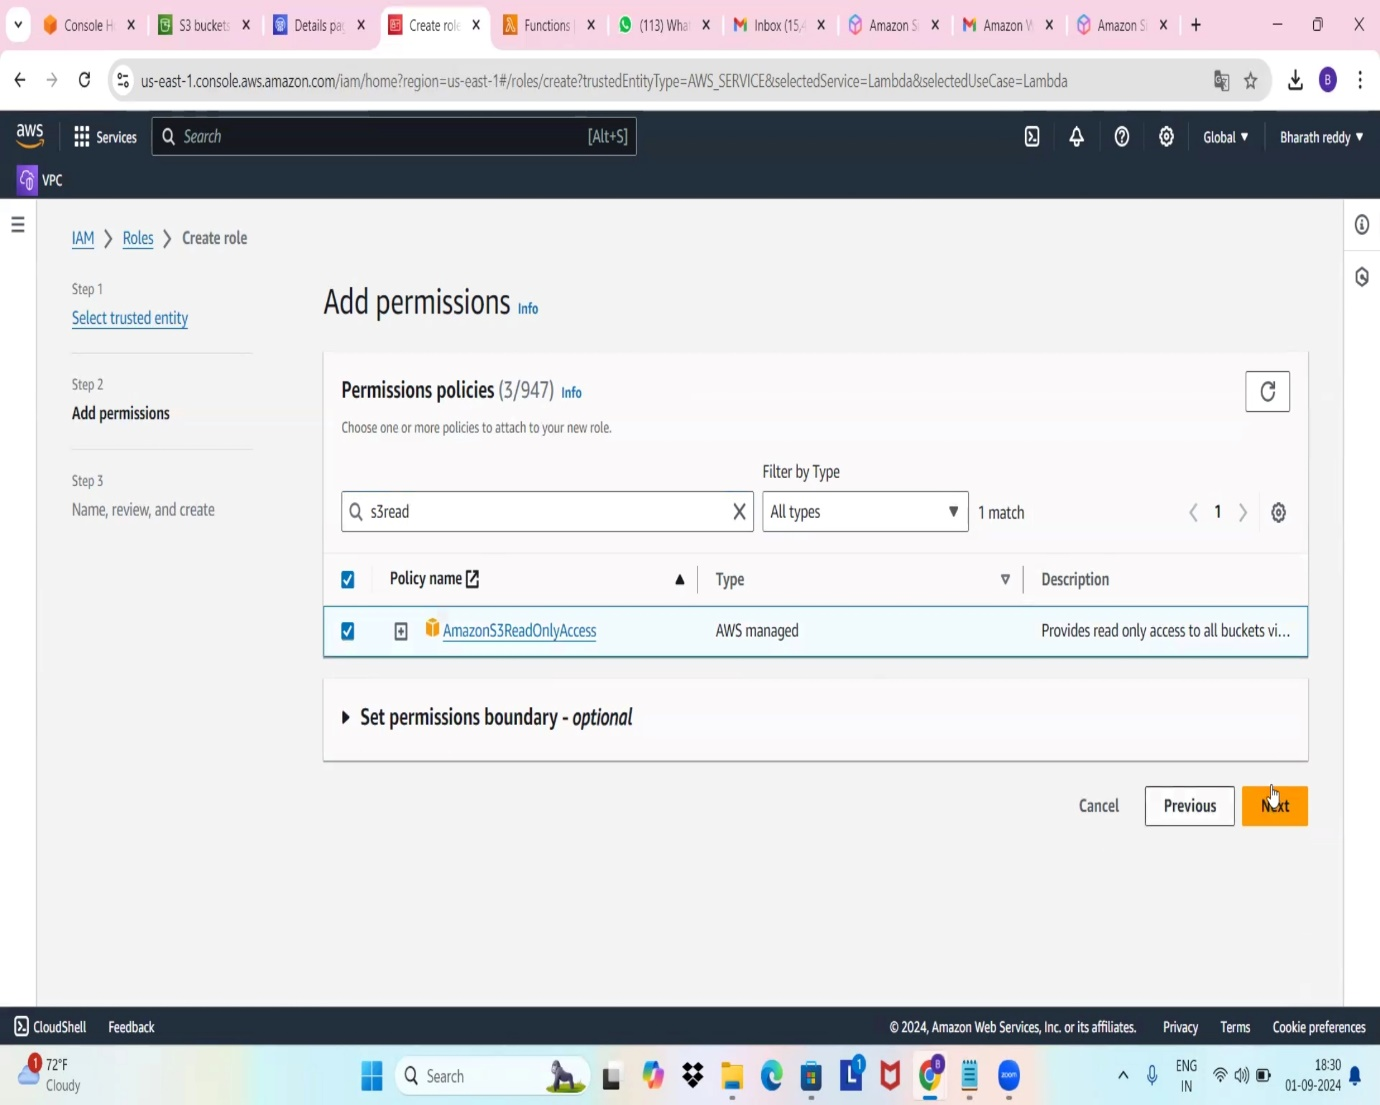 Console H
S3 buckets
Details pa
Create role
Functions
(113) Wha
Inbox (15,
Amazon S
Amazon W
Amazon S
us-east-1.console.aws.amazon.com/iam/home?region=us-east-1#/roles/create?trustedEntityType=AWS_SERVICE&selectedService=Lambda&selectedUseCase=Lambda
B
aws
Services
Search
[Alt+S]
Global
Bharath reddy
VPC
IAM
Roles
Create role
Step 1
Select trusted entity
Step 2
Add permissions
Step 3
Name, review, and create
Add permissions Info
Permissions policies (3/947) Info
Choose one or more policies to attach to your new role.
Filter by Type
s3read
All types
1 match
1
Policy name
Type
Description
AmazonS3ReadOnlyAccess
AWS managed
Provides read only access to all buckets vi...
Set permissions boundary - optional
Cancel
Previous
Next
CloudShell
Feedback
© 2024, Amazon Web Services, Inc. or its affiliates.
Privacy
Terms
Cookie preferences
1
72°F
Cloudy
Search
L
1
B
zoom
ENG
IN
18:30
01-09-2024